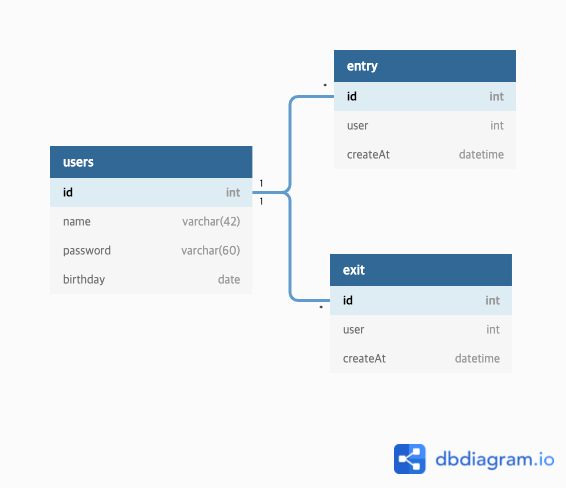 entry
*
id int
user int
createAt datetime
users
id int
name varchar(42)
password varchar(60)
birthday date
1
1
exit
id int
*
user int
createAt datetime
dbdiagram.io